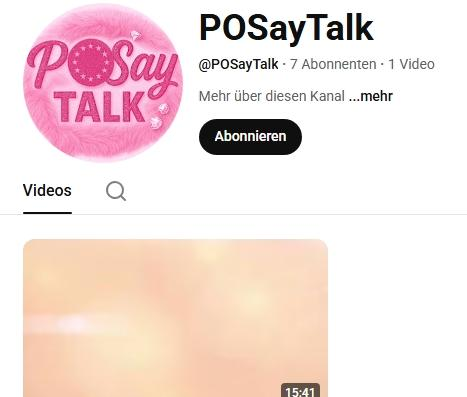 POSay
TALK
POSayTalk
@POSayTalk · 7 Abonnenten · 1 Video
Mehr über diesen Kanal ...mehr
Abonnieren
Videos
15:41